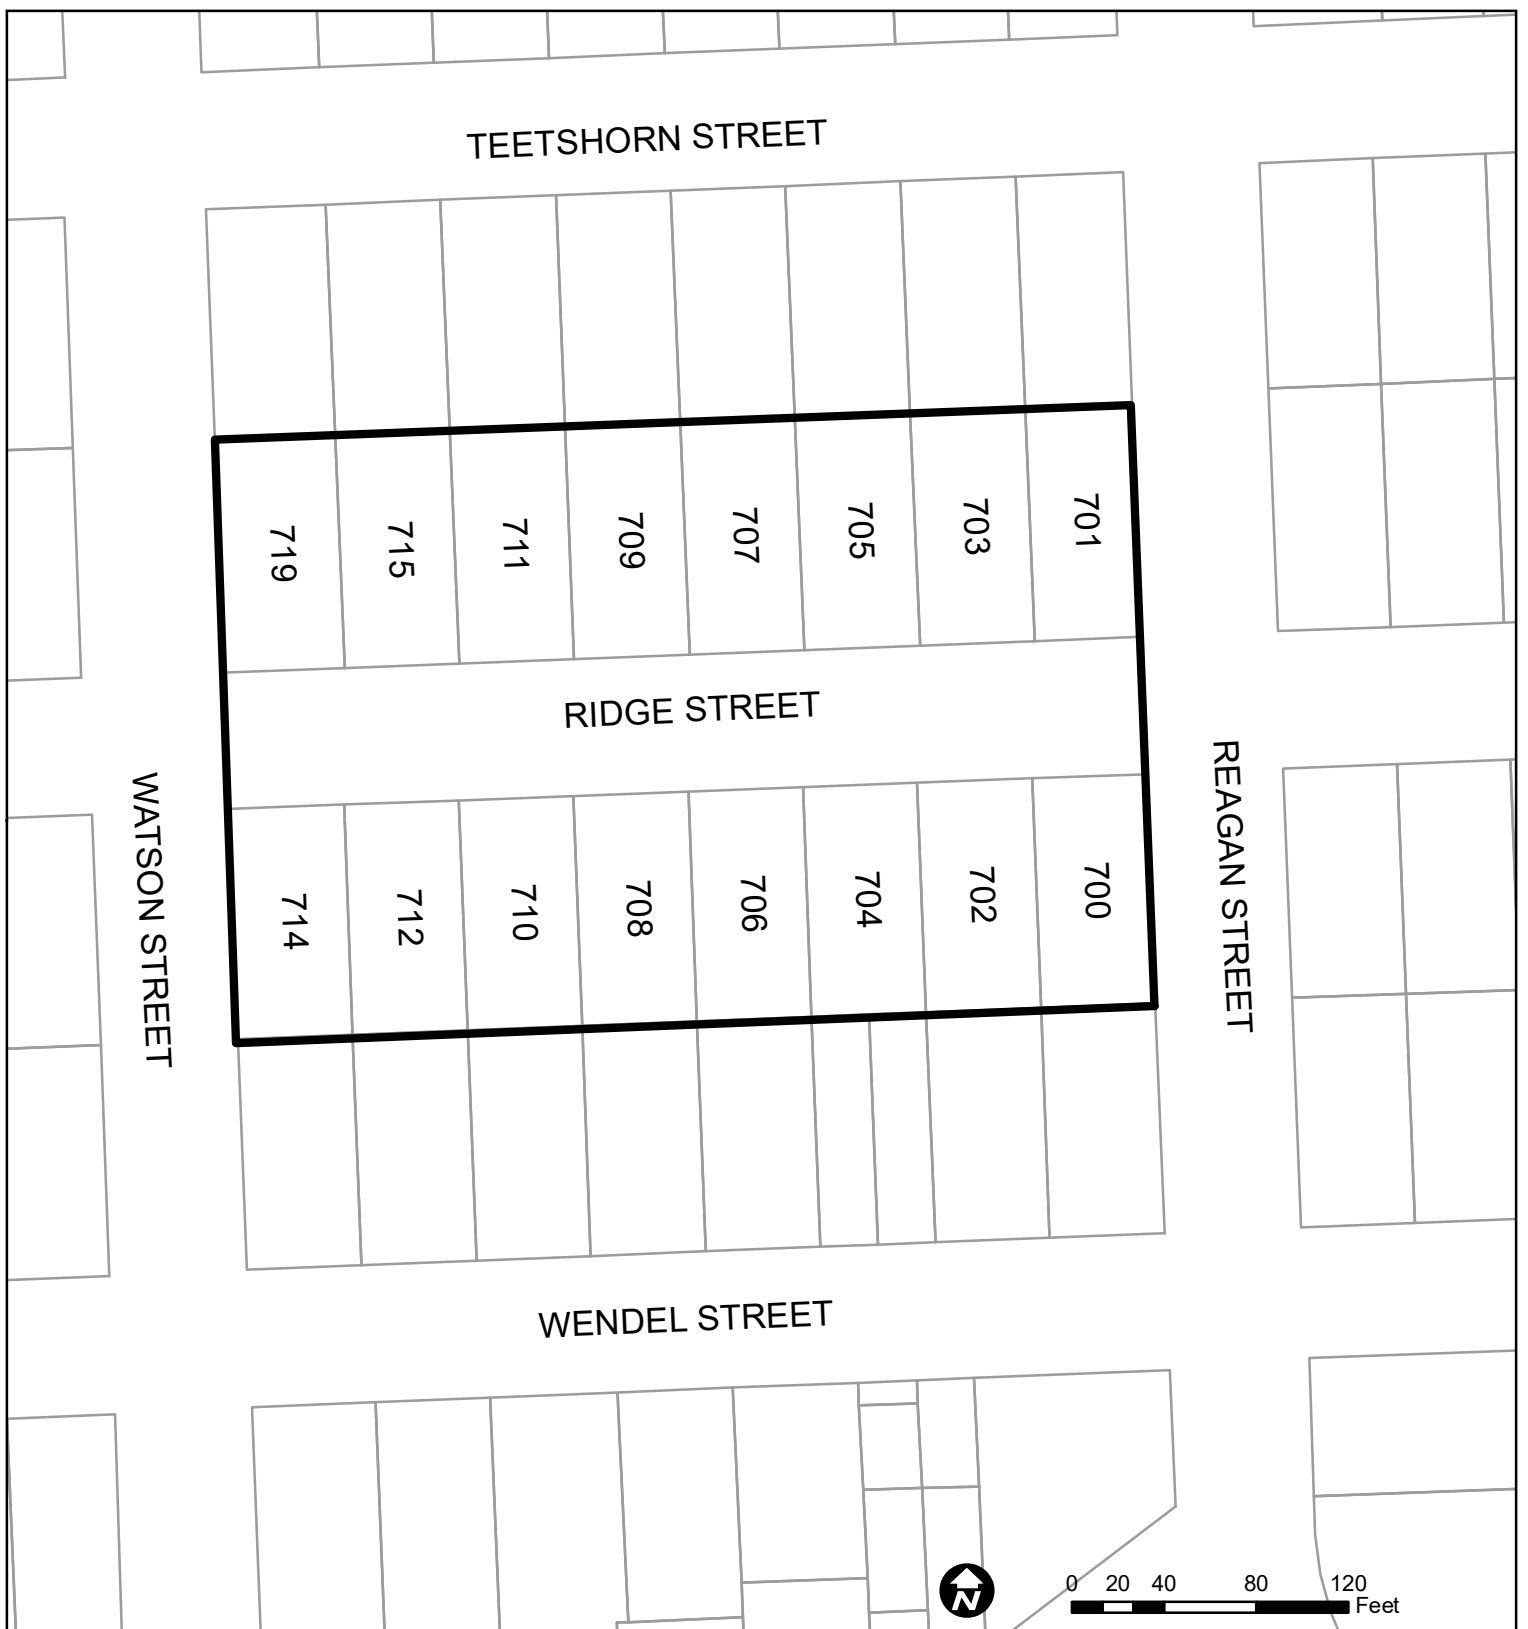 TEETSHORN STREET
719
715
711
709
707
705
703
701
RIDGE STREET
WATSON STREET
REAGAN STREET
714
712
710
708
706
704
702
700
WENDEL STREET
N
0 20 40 80 120
Feet